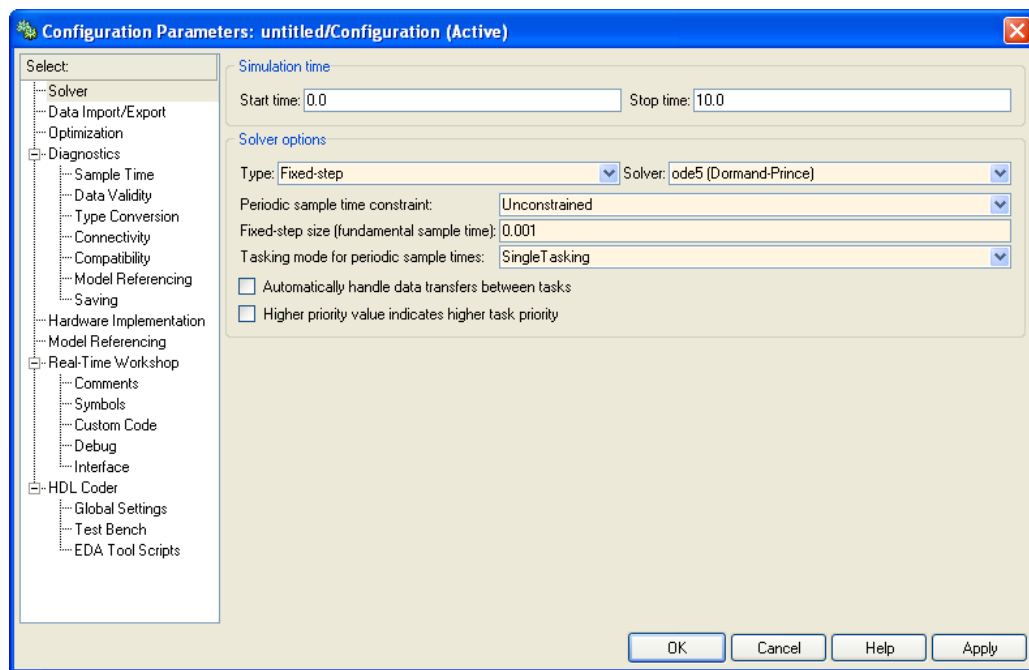 Configuration Parameters: untitled/Configuration (Active)
Select:
Solver
Data Import/Export
Optimization
Diagnostics
Sample Time
Data Validity
Type Conversion
Connectivity
Compatibility
Model Referencing
Saving
Hardware Implementation
Model Referencing
Real-Time Workshop
Comments
Symbols
Custom Code
Debug
Interface
HDL Coder
Global Settings
Test Bench
EDA Tool Scripts
Simulation time
Start time: 0.0 Stop time: 10.0
Solver options
Type: Fixed-step Solver: ode5 (Dormand-Prince)
Periodic sample time constraint: Unconstrained
Fixed-step size (fundamental sample time): 0.001
Tasking mode for periodic sample times: SingleTasking
Automatically handle data transfers between tasks
Higher priority value indicates higher task priority
OK Cancel Help Apply